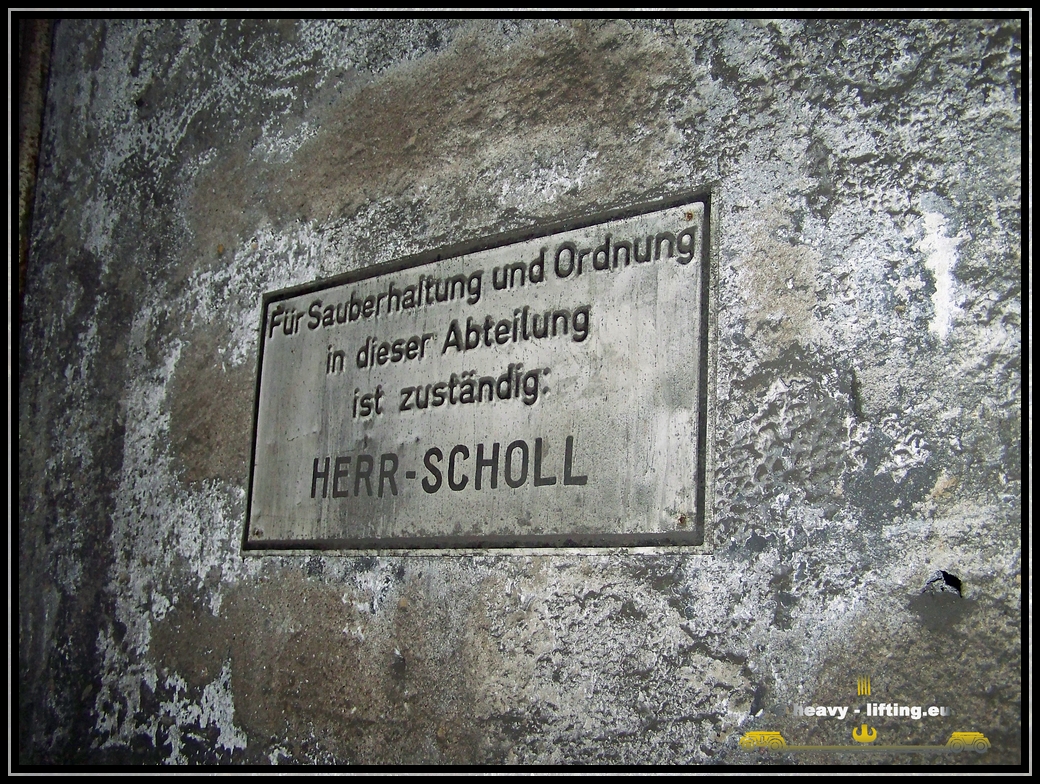 Für Sauberhaltung und Ordnung
in dieser Abteilung
ist zuständig:
HERR-SCHOLL
heavy - lifting.eu